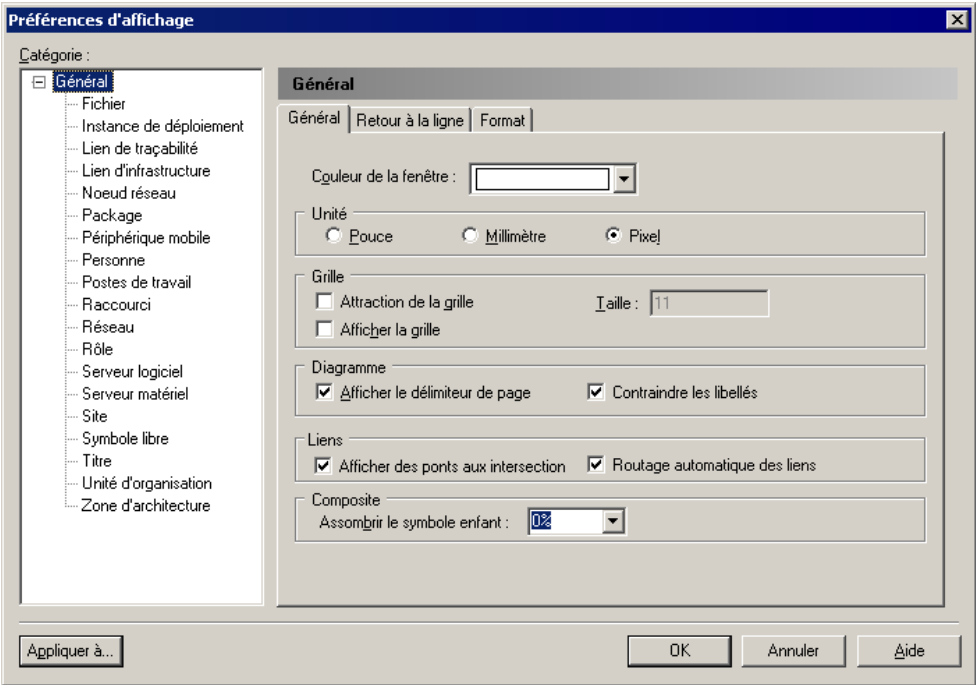 Préférences d'affichage
Catégorie :
Général
Fichier
Instance de déploiement
Lien de traçabilité
Lien d'infrastructure
Noeud réseau
Package
Périphérique mobile
Personne
Postes de travail
Raccourci
Réseau
Rôle
Serveur logiciel
Serveur matériel
Site
Symbole libre
Titre
Unité d'organisation
Zone d'architecture
Général
Général Retour à la ligne Format
Couleur de la fenêtre :
Unité
Pouce Millimètre Pixel
Grille
Attraction de la grille Taille : 11
Afficher la grille
Diagramme
Afficher le délimiteur de page Contraindre les libellés
Liens
Afficher des ponts aux intersection Routage automatique des liens
Composite
Assombrir le symbole enfant : 0%
Appliquer à... OK Annuler Aide